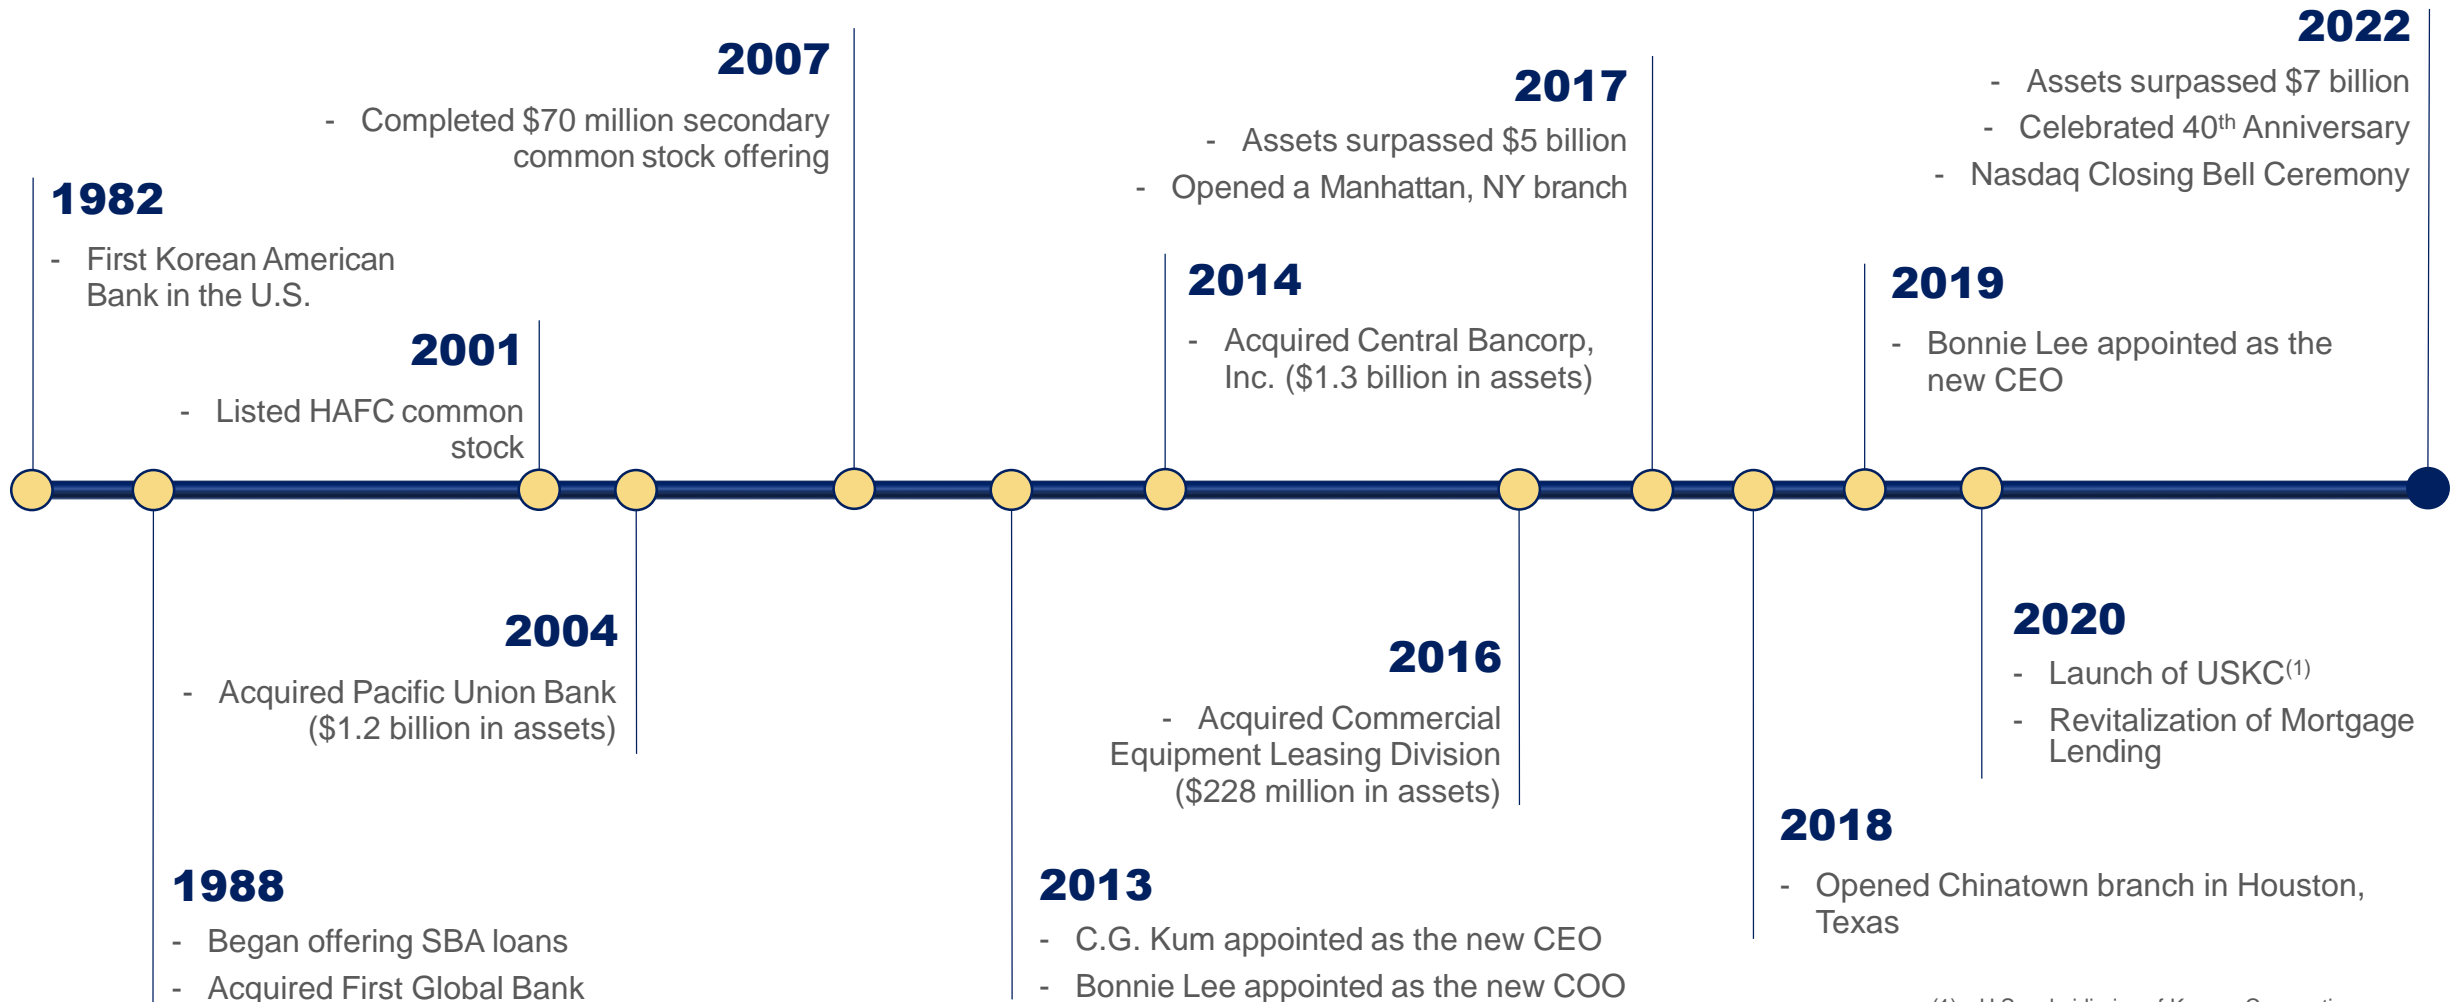 1982
- First Korean American
Bank in the U.S.
2001
- Listed HAFC common
stock
2007
- Completed $70 million secondary
common stock offering
2014
- Acquired Central Bancorp,
Inc. ($1.3 billion in assets)
2017
- Assets surpassed $5 billion
- Opened a Manhattan, NY branch
2019
- Bonnie Lee appointed as the
new CEO
2022
- Assets surpassed $7 billion
- Celebrated 40th Anniversary
- Nasdaq Closing Bell Ceremony
1988
- Began offering SBA loans
- Acquired First Global Bank
2004
- Acquired Pacific Union Bank
($1.2 billion in assets)
2013
- C.G. Kum appointed as the new CEO
- Bonnie Lee appointed as the new COO
2016
- Acquired Commercial
Equipment Leasing Division
($228 million in assets)
2018
- Opened Chinatown branch in Houston,
Texas
2020
- Launch of USKC(1)
- Revitalization of Mortgage
Lending